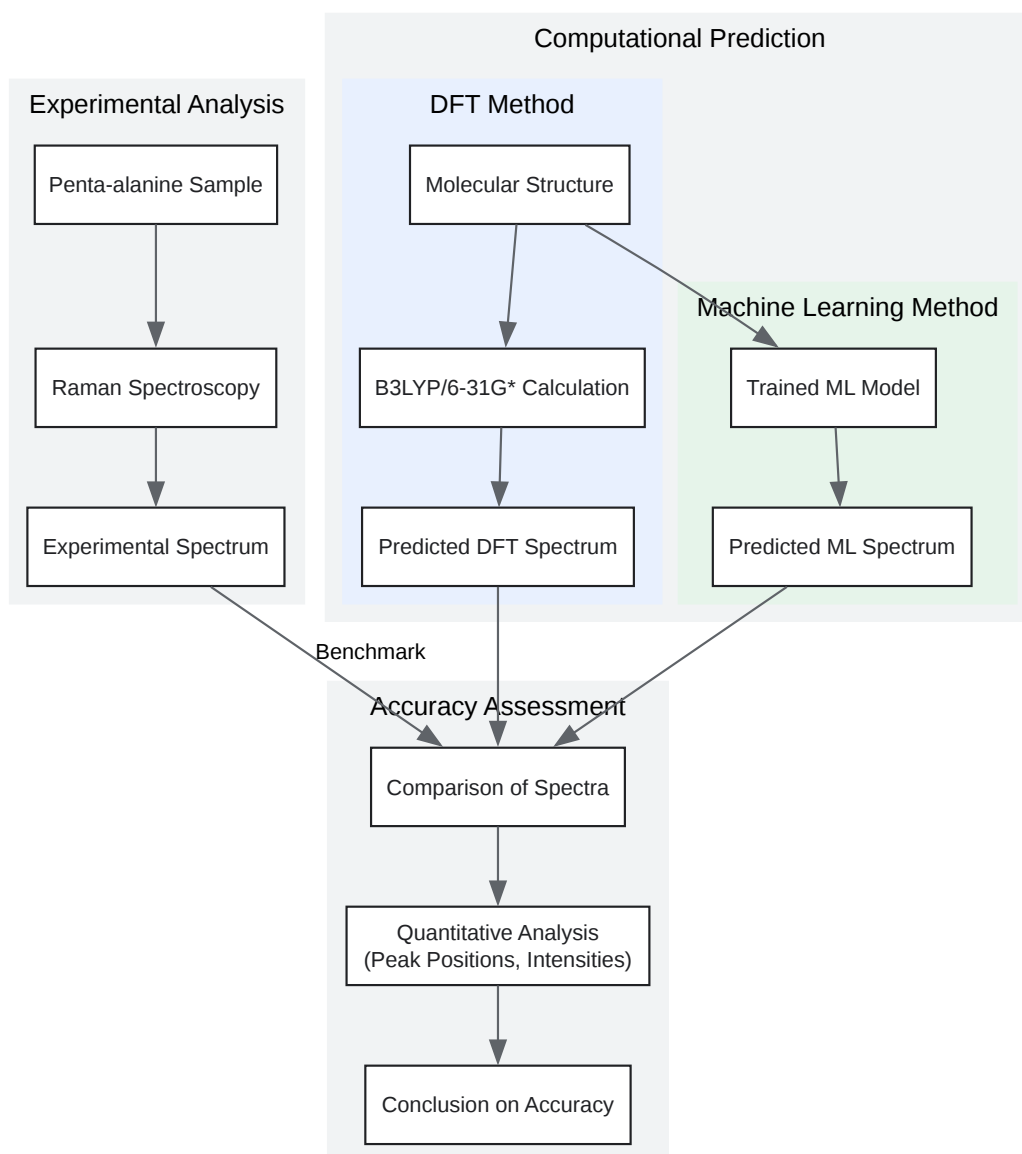 Computational Prediction
Experimental Analysis
DFT Method
Penta-alanine Sample
Molecular Structure
Machine Learning Method
Raman Spectroscopy
B3LYP/6-31G* Calculation
Trained ML Model
Experimental Spectrum
Predicted DFT Spectrum
Predicted ML Spectrum
Benchmark
Accuracy Assessment
Comparison of Spectra
Quantitative Analysis
(Peak Positions, Intensities)
Conclusion on Accuracy